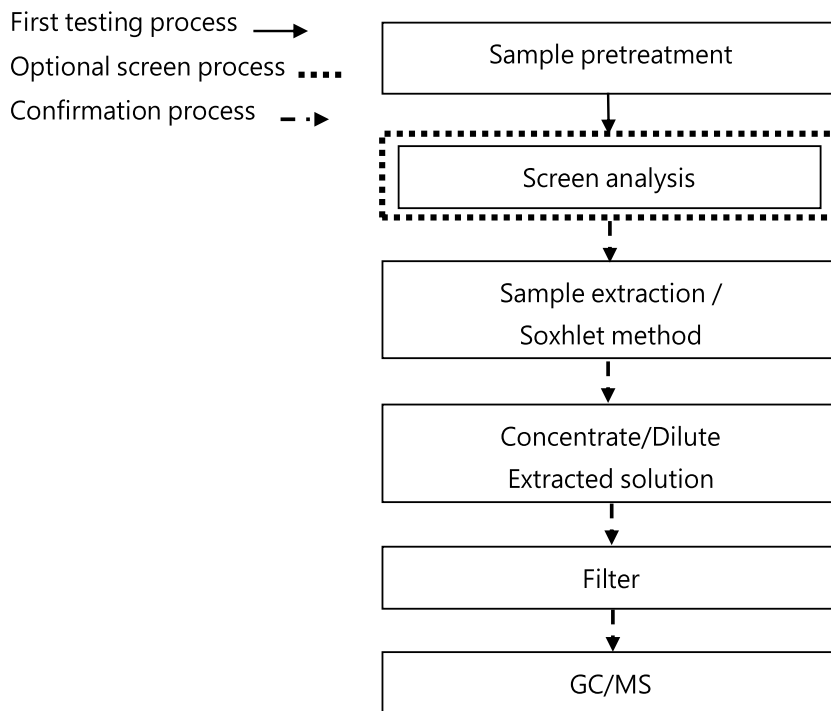 First testing process
Optional screen process
Confirmation process
Sample pretreatment
Screen analysis
Sample extraction /
Soxhlet method
Concentrate/Dilute
Extracted solution
Filter
GC/MS